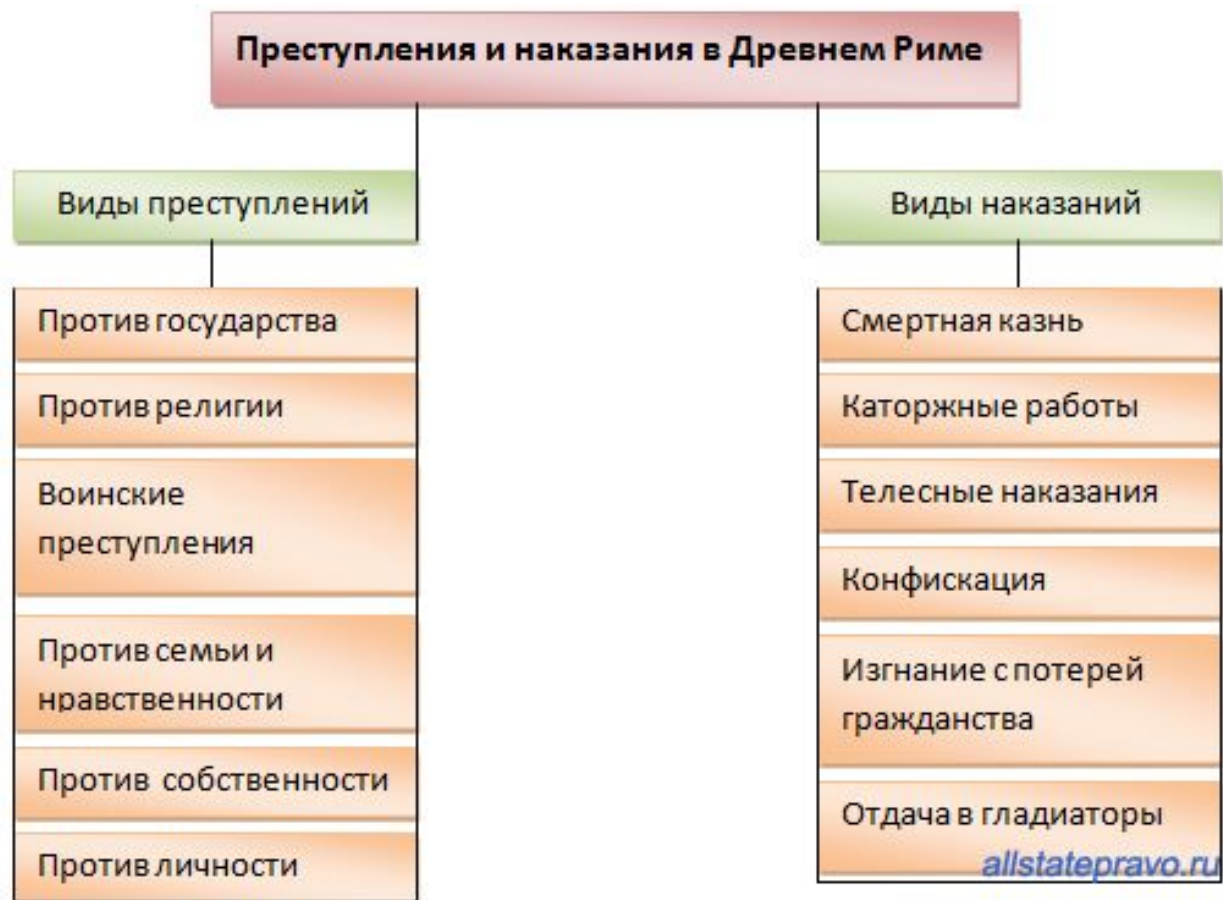 Преступления и наказания в Древнем Риме
Виды преступлений
Против государства
Против религии
Воинские
преступления
Против семьи и
нравственности
Против собственности
Против личности
Виды наказаний
Смертная казнь
Каторжные работы
Телесные наказания
Конфискация
Изгнание с потерей
гражданства
Отдача в гладиаторы
allstatepravo.ru